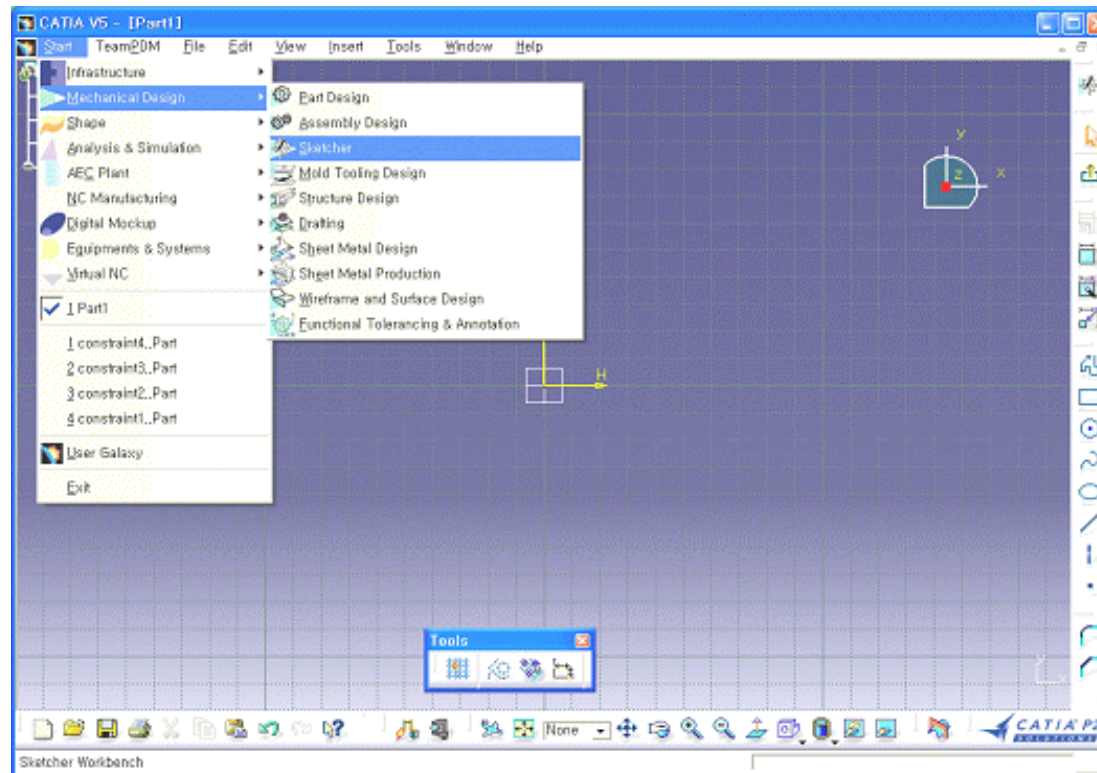 CATIA V5 - [Part1]
Start TeamPDM File Edit View Insert Tools Window Help
Infrastructure
Mechanical Design
Shape
Analysis & Simulation
AEC Plant
NC Manufacturing
Digital Mockup
Equipments & Systems
Virtual NC
1 Part1
1 constraint4..Part
2 constraint3..Part
3 constraint2..Part
4 constraint1..Part
User Galaxy
Exit
Part Design
Assembly Design
Sketcher
Mold Tooling Design
Structure Design
Drafting
Sheet Metal Design
Sheet Metal Production
Wireframe and Surface Design
Functional Tolerancing & Annotation
y
z x
H
Tools
None
CATIA P2
SOLUTIONS
Sketcher Workbench